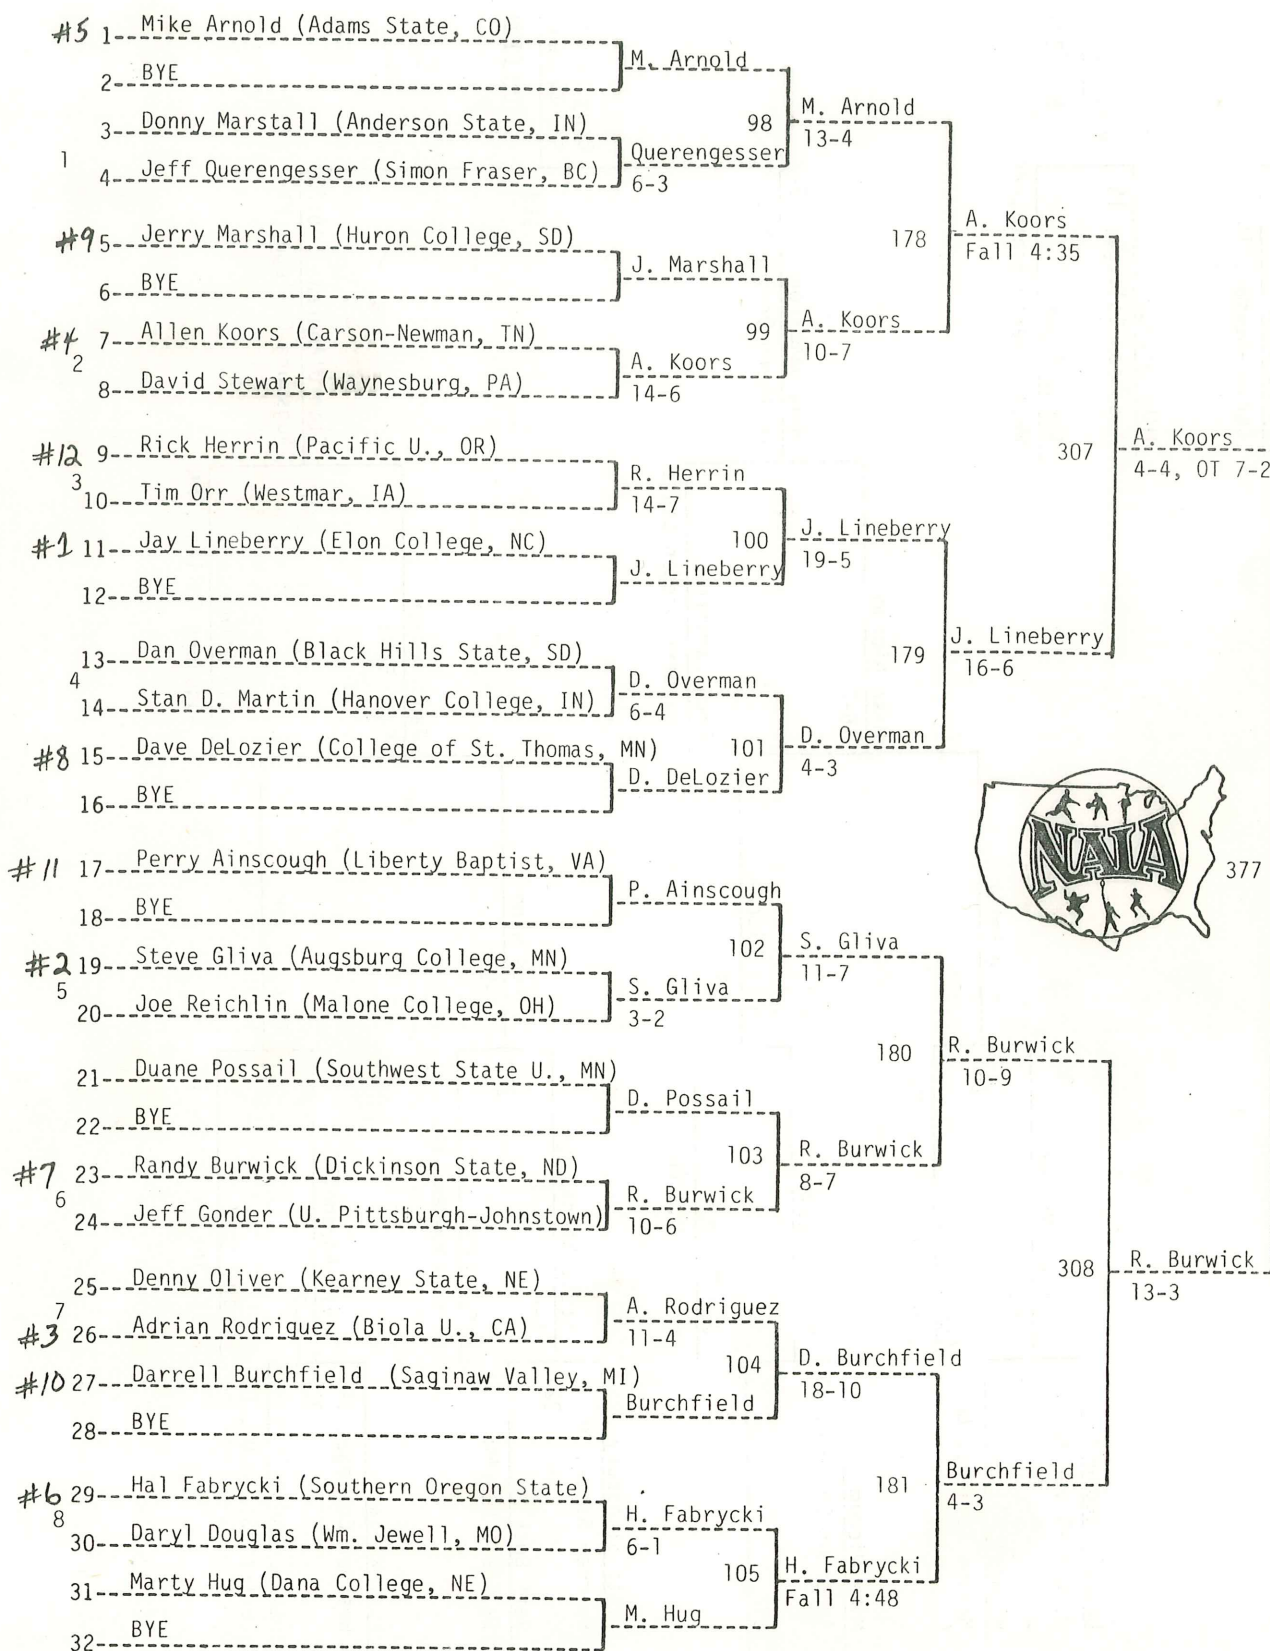 #5 1 Mike Arnold (Adams State, CO)
M. Arnold
2 BYE
M. Arnold
98
13-4
3 Donny Marstall (Anderson State, IN)
Querengesser
1
4 Jeff Querengesser (Simon Fraser, BC)
6-3
A. Koors
178
Fall 4:35
#9 5 Jerry Marshall (Huron College, SD)
J. Marshall
6 BYE
A. Koors
99
10-7
#4 7 Allen Koors (Carson-Newman, TN)
2
A. Koors
8 David Stewart (Waynesburg, PA)
14-6
A. Koors
307
4-4, OT 7-2
#12 9 Rick Herrin (Pacific U., OR)
R. Herrin
3
10 Tim Orr (Westmar, IA)
14-7
J. Lineberry
100
19-5
#1 11 Jay Lineberry (Elon College, NC)
J. Lineberry
12 BYE
J. Lineberry
179
16-6
13 Dan Overman (Black Hills State, SD)
4
D. Overman
14 Stan D. Martin (Hanover College, IN)
6-4
D. Overman
101
4-3
#8 15 Dave DeLozier (College of St. Thomas, MN)
D. DeLozier
16 BYE
NAIA
377
#11 17 Perry Ainscough (Liberty Baptist, VA)
P. Ainscough
18 BYE
S. Gliva
102
11-7
#2 19 Steve Gliva (Augsburg College, MN)
5
S. Gliva
20 Joe Reichlin (Malone College, OH)
3-2
R. Burwick
180
10-9
21 Duane Possail (Southwest State U., MN)
D. Possail
22 BYE
R. Burwick
103
8-7
#7 23 Randy Burwick (Dickinson State, ND)
6
R. Burwick
24 Jeff Gonder (U. Pittsburgh-Johnstown)
10-6
R. Burwick
308
13-3
25 Denny Oliver (Kearney State, NE)
7
A. Rodriguez
#3 26 Adrian Rodriguez (Biola U., CA)
11-4
D. Burchfield
104
18-10
#10 27 Darrell Burchfield (Saginaw Valley, MI)
Burchfield
28 BYE
Burchfield
181
4-3
#6 29 Hal Fabrycki (Southern Oregon State)
8
H. Fabrycki
30 Daryl Douglas (Wm. Jewell, MO)
6-1
H. Fabrycki
105
Fall 4:48
31 Marty Hug (Dana College, NE)
M. Hug
32 BYE